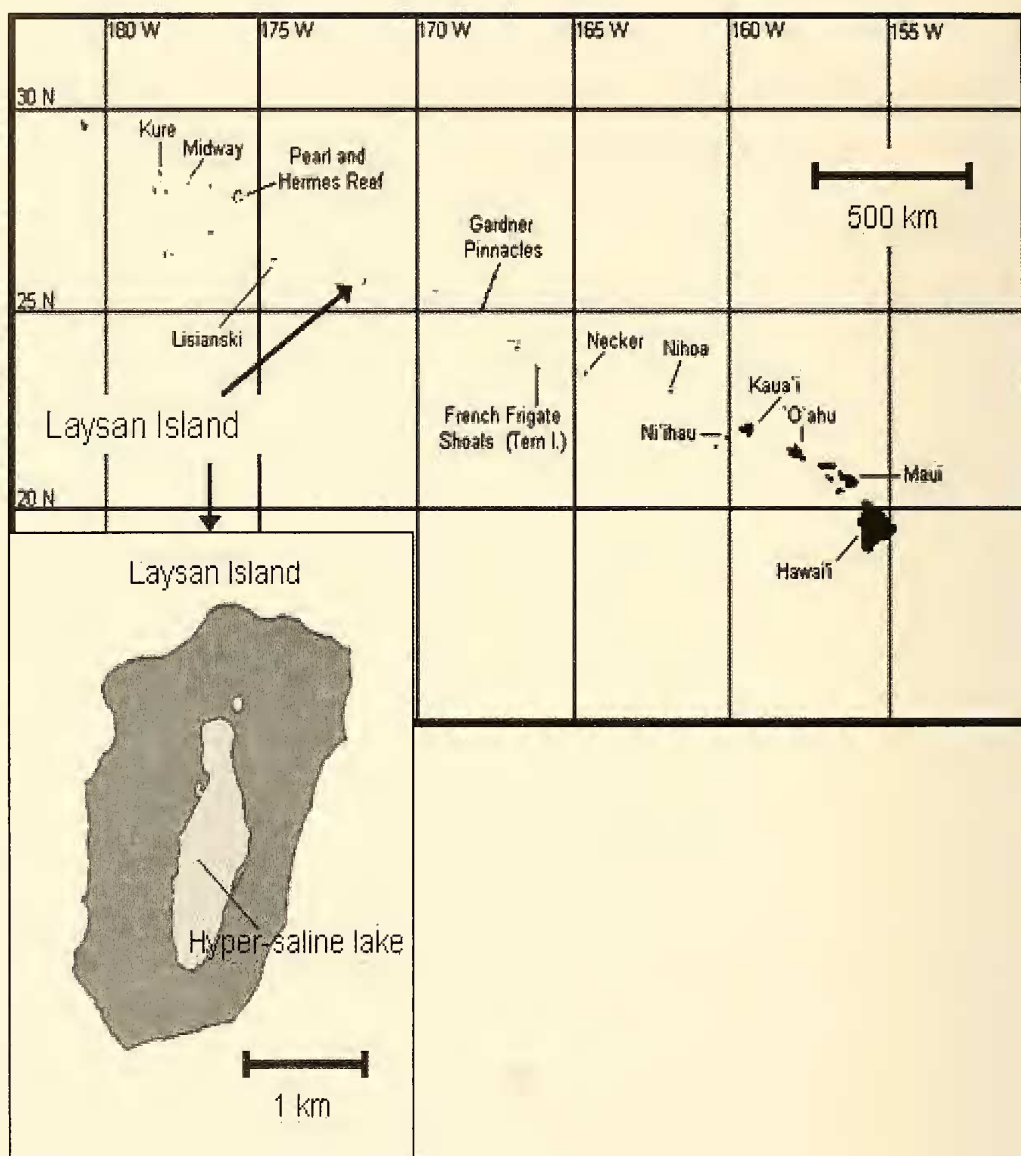 180 W
175 W
170 W
165 W
160 W
155 W
30 N
Kure
Midway
Pearl and
Hermes Reef
500 km
Gardner
Pinnacles
25 N
Lisianski
Necker
Nihoa
Kaua'i
`O`ahu
Laysan Island
French Frigate
Shoals (Tern I.)
Ni'ihau
Maui
20 N
Hawai'i
Laysan Island
Hyper-saline lake
1 km